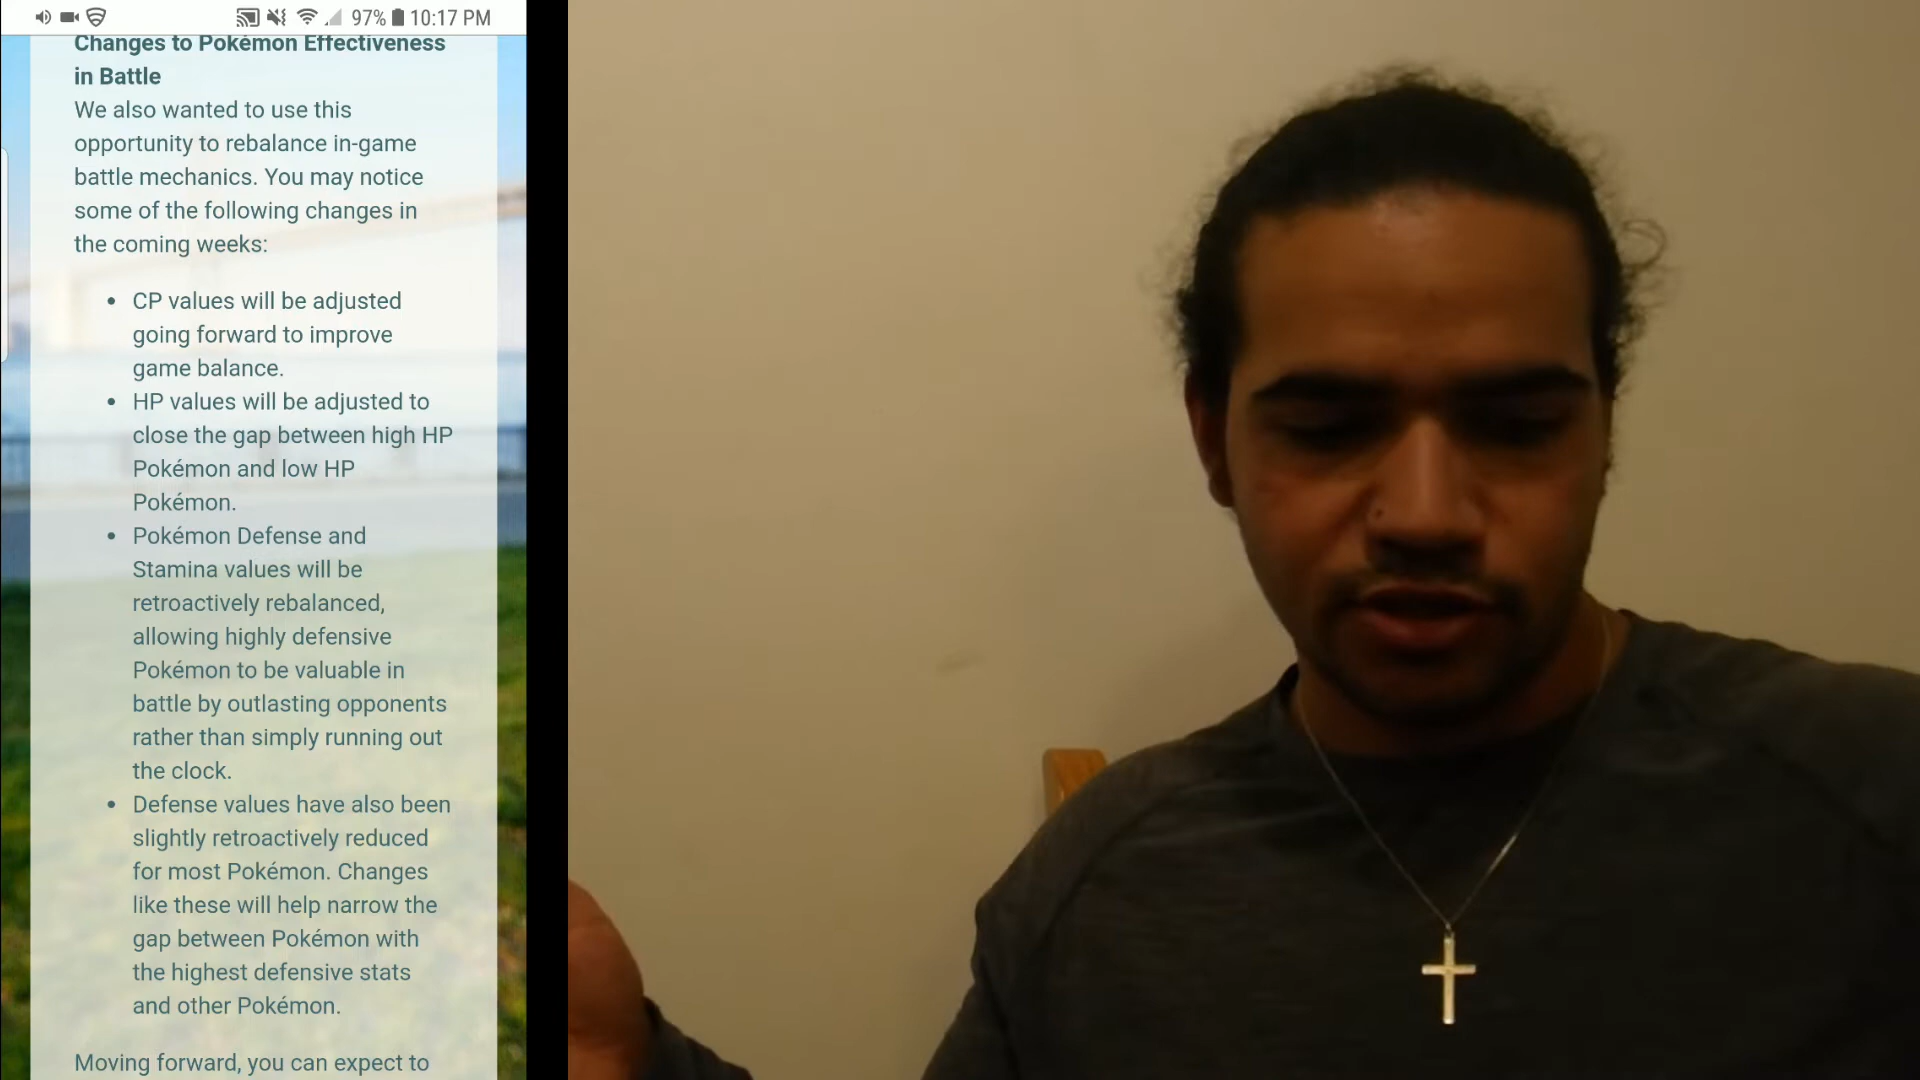 97% 10:17 PM
Changes to Pokémon Effectiveness
in Battle
We also wanted to use this
opportunity to rebalance in-game
battle mechanics. You may notice
some of the following changes in
the coming weeks:
• CP values will be adjusted
going forward to improve
game balance.
• HP values will be adjusted to
close the gap between high HP
Pokémon and low HP
Pokémon.
• Pokémon Defense and
Stamina values will be
retroactively rebalanced,
allowing highly defensive
Pokémon to be valuable in
battle by outlasting opponents
rather than simply running out
the clock.
• Defense values have also been
slightly retroactively reduced
for most Pokémon. Changes
like these will help narrow the
gap between Pokémon with
the highest defensive stats
and other Pokémon.
Moving forward, you can expect to